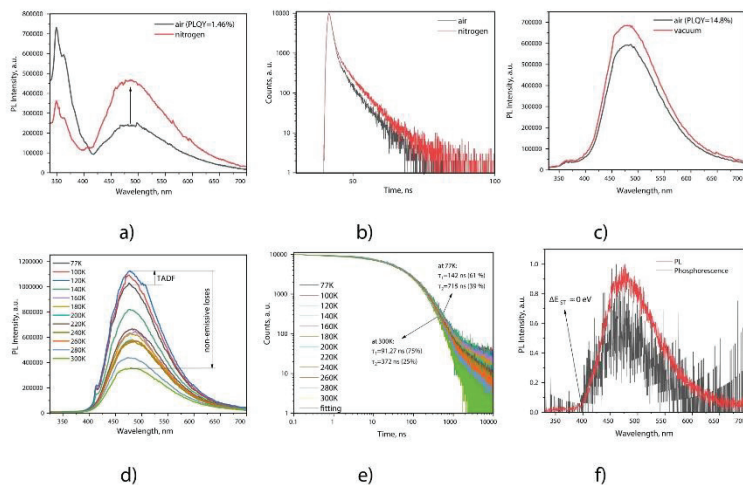 800000
700000
600000
500000
400000
300000
200000
100000
0
PL Intensity, a.u.
350 400 450 500 550 600 650 700
Wavelength, nm
air (PLQY=1.46%)
nitrogen
a)
10000
1000
100
10
1
Counts, a.u.
50 100
Time, ns
air
nitrogen
b)
700000
600000
500000
400000
300000
200000
100000
0
PL Intensity, a.u.
350 400 450 500 550 600 650 700
Wavelength, nm
air (PLQY=14.8%)
vacuum
c)
1200000
1000000
800000
600000
400000
200000
0
PL Intensity, a.u.
350 400 450 500 550 600 650 700
Wavelength, nm
77K
100K
120K
140K
160K
180K
200K
220K
240K
260K
280K
300K
TADF
non-emissive loses
d)
10000
1000
100
10
1
Counts, a.u.
0.1 1 10 100 1000 10000
Time, ns
77K
100K
120K
140K
160K
180K
200K
220K
240K
260K
280K
300K
fitting
at 77K:
τ₁=142 ns (61 %)
τ₂=715 ns (39 %)
at 300K:
τ₁=91.27 ns (75%)
τ₂=372 ns (25%)
e)
1.0
0.8
0.6
0.4
0.2
0.0
PL Intensity, a.u.
350 400 450 500 550 600 650 700
Wavelength, nm
PL
Phosphorescence
ΔE_ST = 0 eV
f)